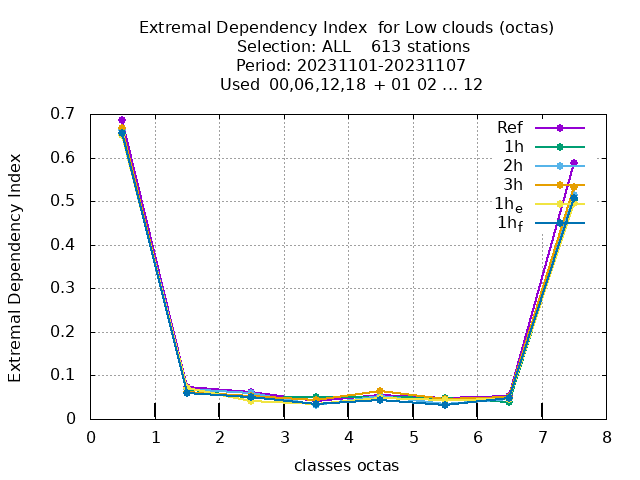 Extremal Dependency Index  for Low clouds (octas)
Selection: ALL    613 stations
Period: 20231101-20231107
Used  00,06,12,18  + 01 02 ... 12
Extremal Dependency Index
0.7
0.6
0.5
0.4
0.3
0.2
0.1
0
Ref
1h
2h
3h
1h_e
1h_f
0 1 2 3 4 5 6 7 8
classes octas